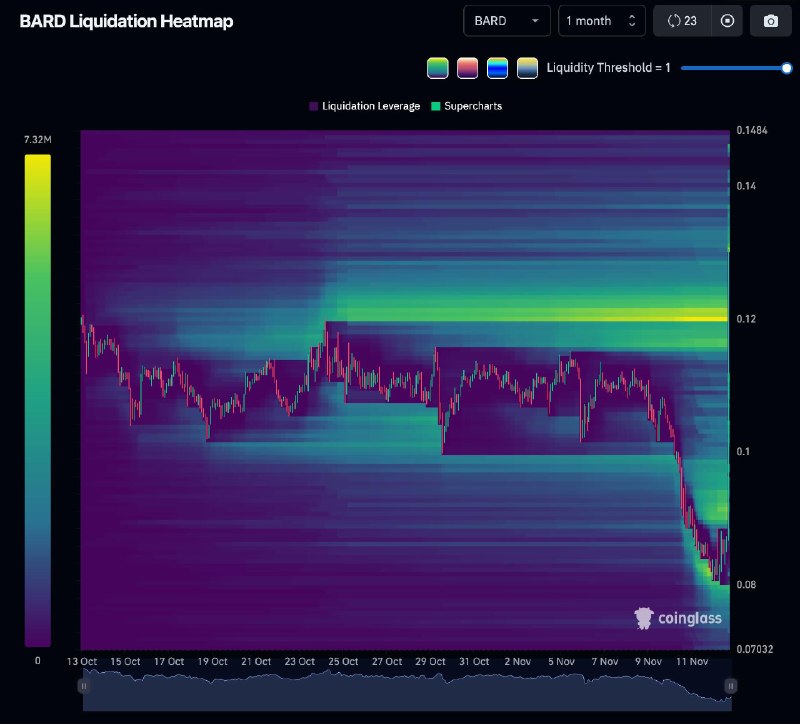 BARD Liquidation Heatmap
BARD
1 month
23
Liquidity Threshold = 1
Liquidation Leverage
Supercharts
7.32M
0
0.1484
0.14
0.12
0.1
0.08
0.07032
coinglass
13 Oct 15 Oct 17 Oct 19 Oct 21 Oct 23 Oct 25 Oct 27 Oct 29 Oct 31 Oct 2 Nov 5 Nov 7 Nov 9 Nov 11 Nov